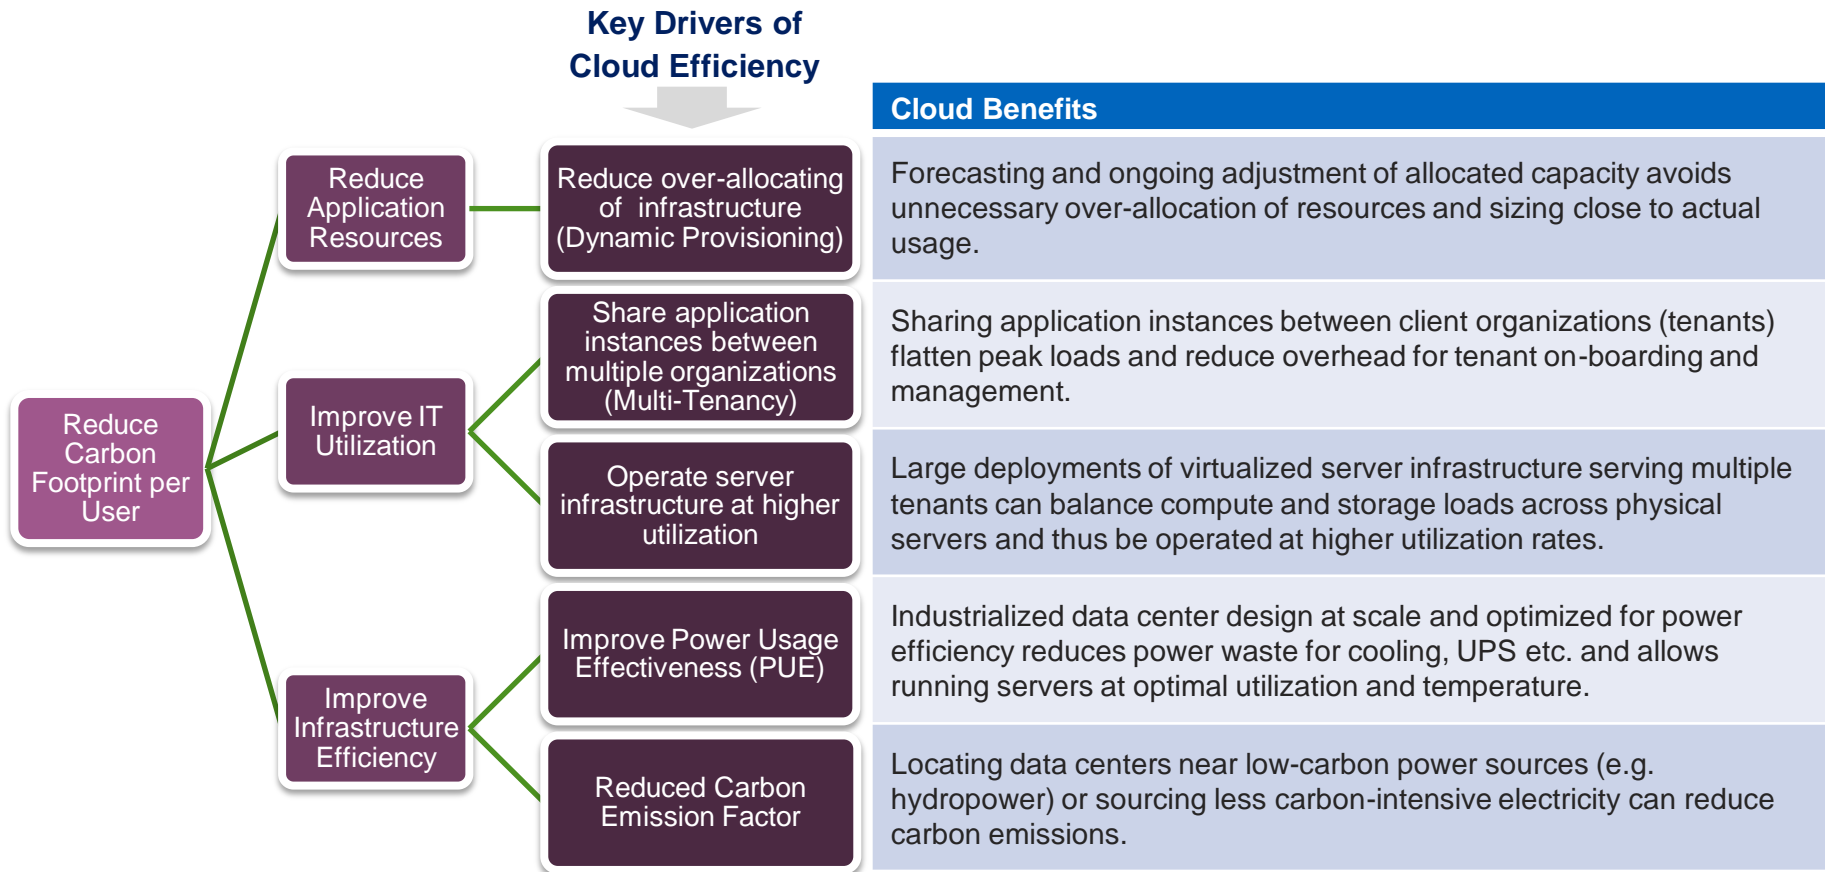 Key Drivers of
Cloud Efficiency
Cloud Benefits
Reduce
Carbon
Footprint per
User
Reduce
Application
Resources
Reduce over-allocating
of infrastructure
(Dynamic Provisioning)
Forecasting and ongoing adjustment of allocated capacity avoids
unnecessary over-allocation of resources and sizing close to actual
usage.
Improve IT
Utilization
Share application
instances between
multiple organizations
(Multi-Tenancy)
Sharing application instances between client organizations (tenants)
flatten peak loads and reduce overhead for tenant on-boarding and
management.
Operate server
infrastructure at higher
utilization
Large deployments of virtualized server infrastructure serving multiple
tenants can balance compute and storage loads across physical
servers and thus be operated at higher utilization rates.
Improve
Infrastructure
Efficiency
Improve Power Usage
Effectiveness (PUE)
Industrialized data center design at scale and optimized for power
efficiency reduces power waste for cooling, UPS etc. and allows
running servers at optimal utilization and temperature.
Reduced Carbon
Emission Factor
Locating data centers near low-carbon power sources (e.g.
hydropower) or sourcing less carbon-intensive electricity can reduce
carbon emissions.